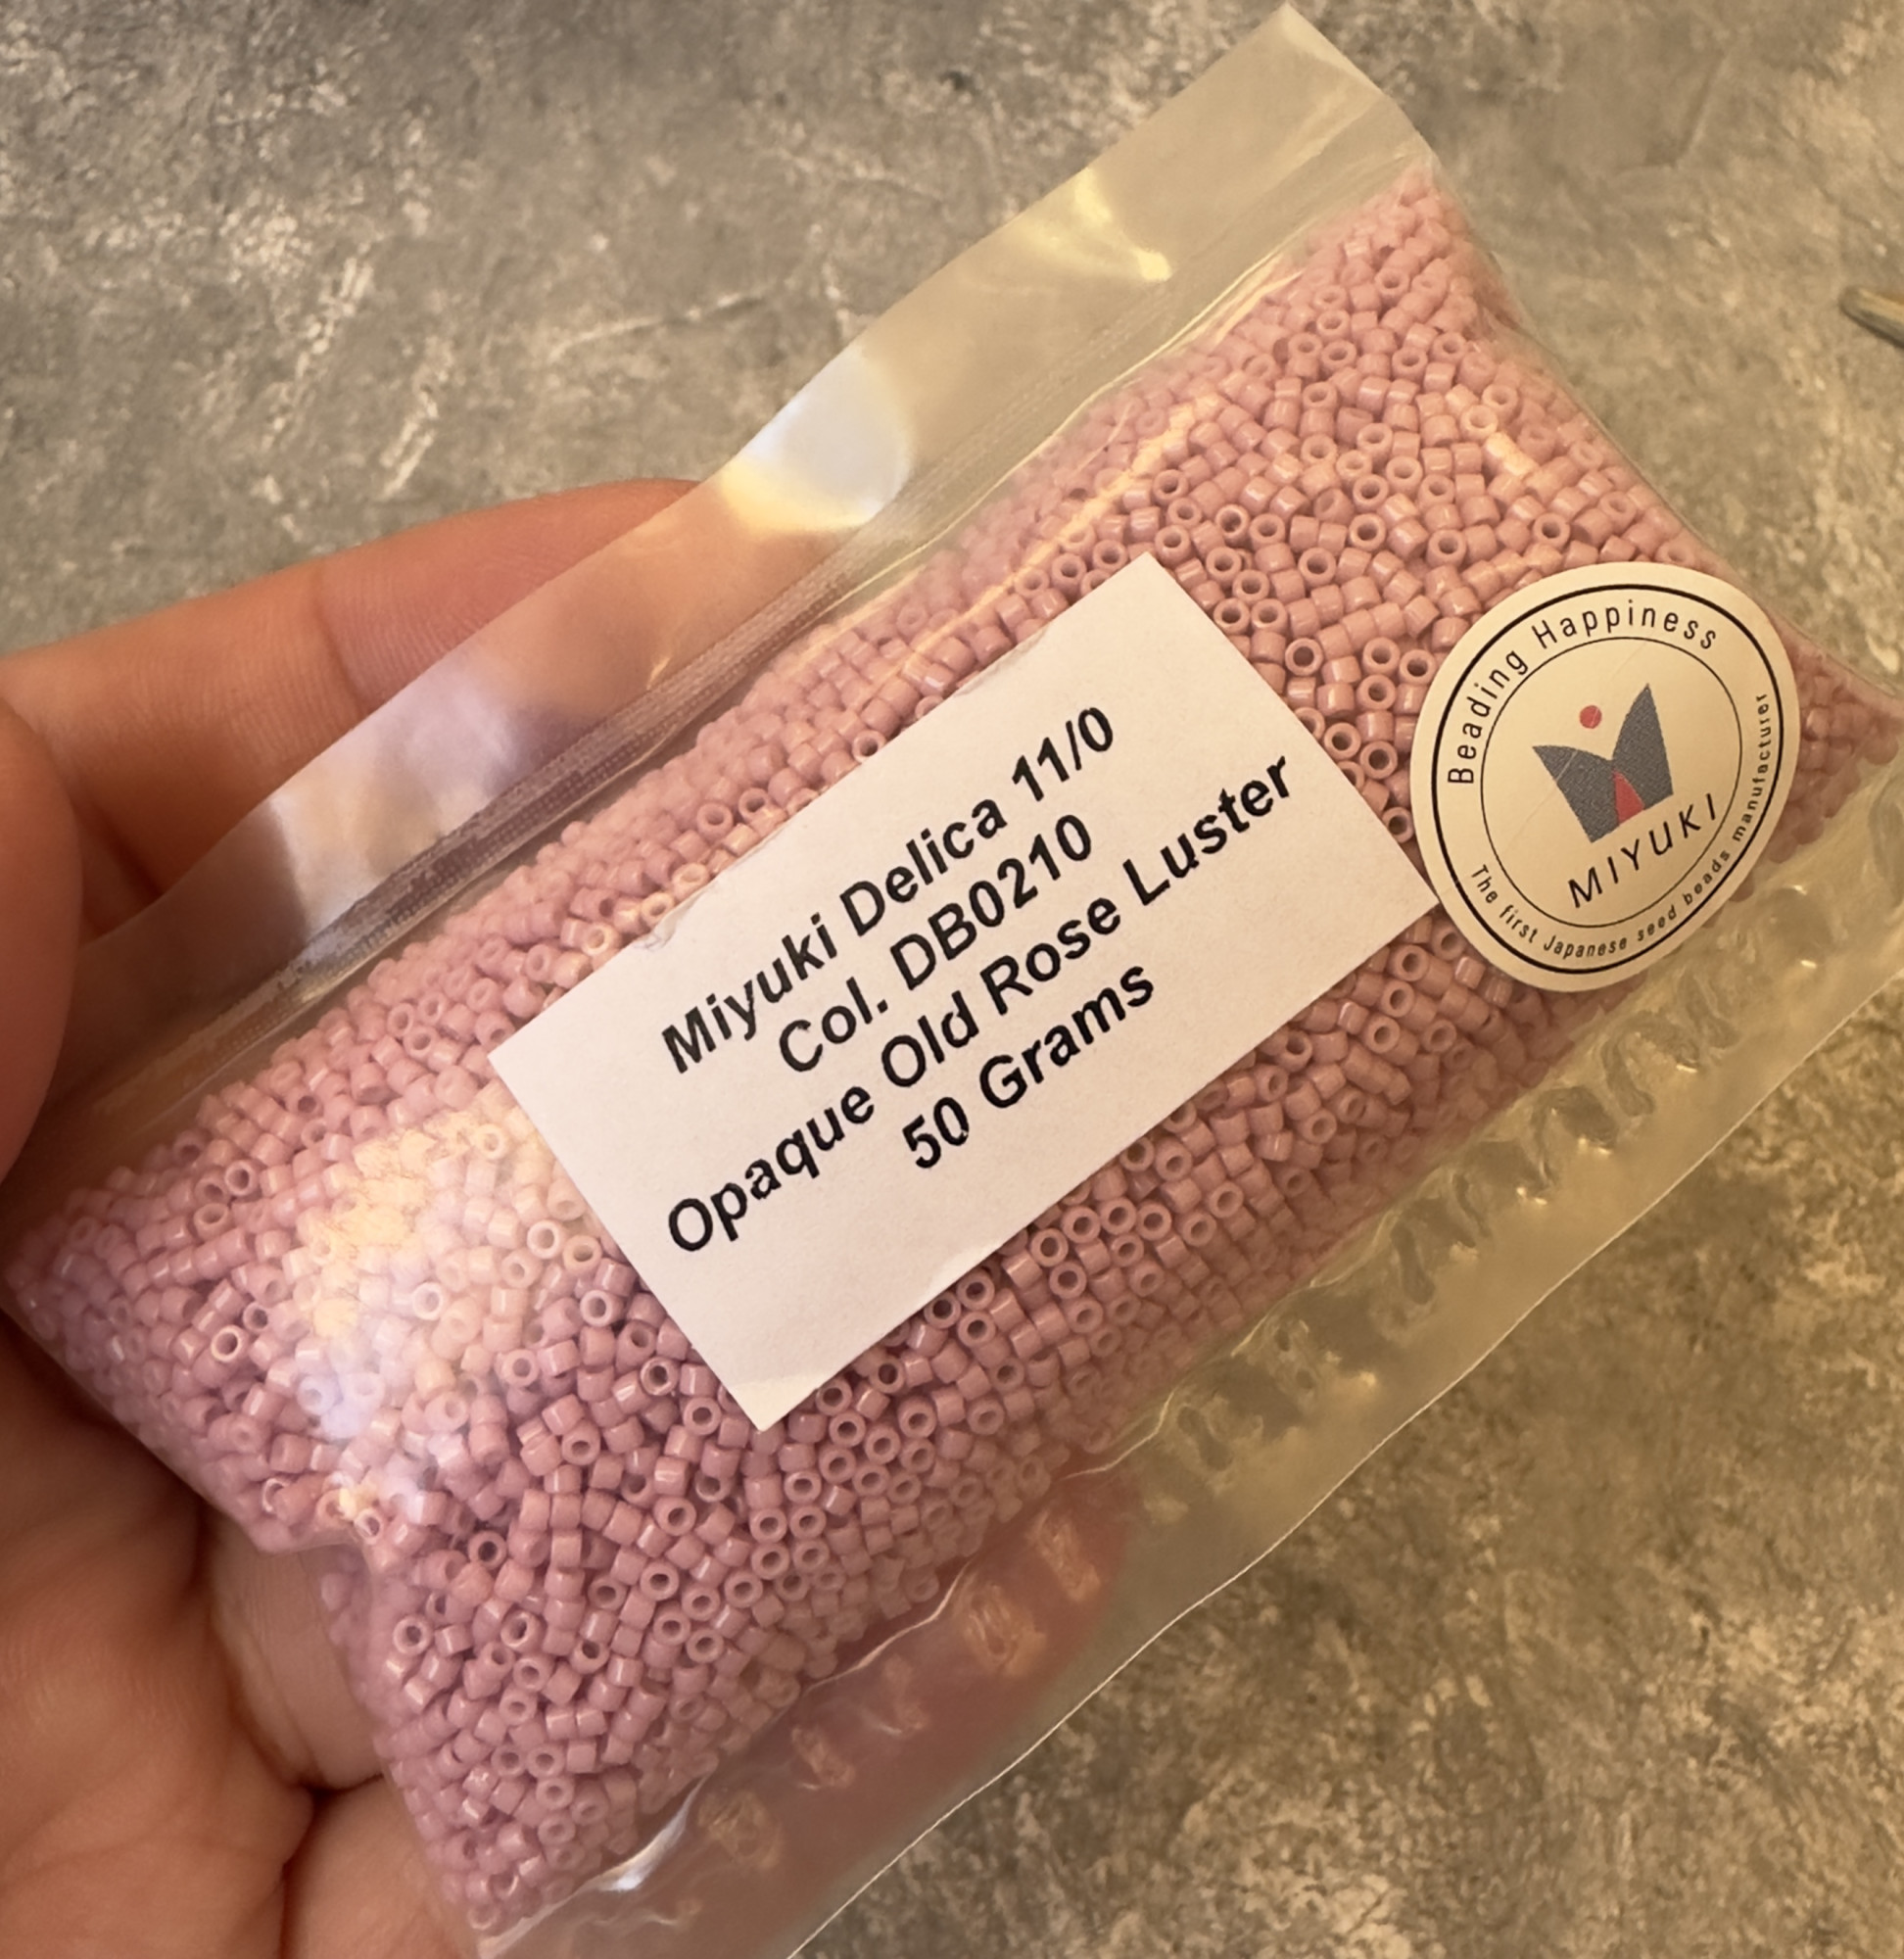 Miyuki Delica 11/0
Col. DB0210
Opaque Old Rose Luster
50 Grams
Beading Happiness
MIYUKI
The first Japanese seed beads manufacturer